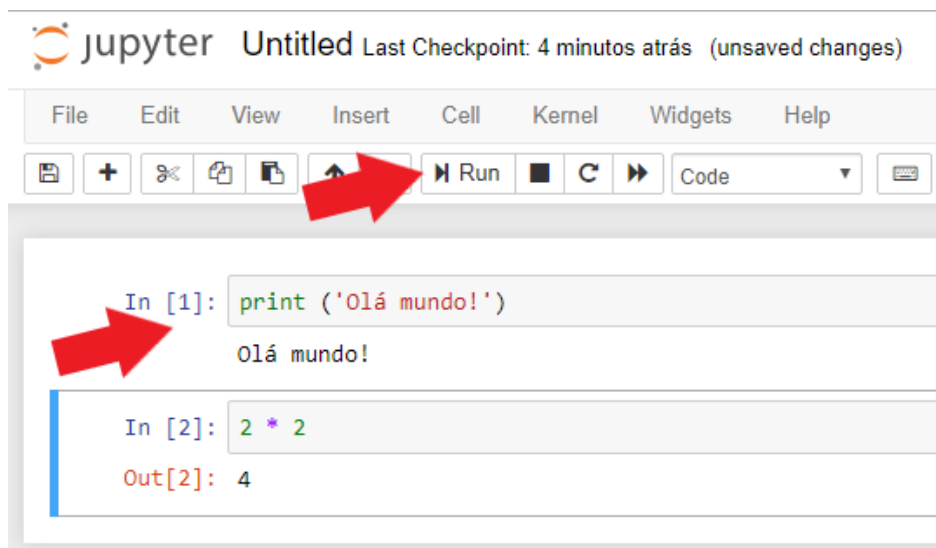 jupyter Untitled Last Checkpoint: 4 minutos atrás (unsaved changes)
File Edit View Insert Cell Kernel Widgets Help
Run Code
In [1]: print ('Olá mundo!')
Olá mundo!
In [2]: 2 * 2
Out[2]: 4